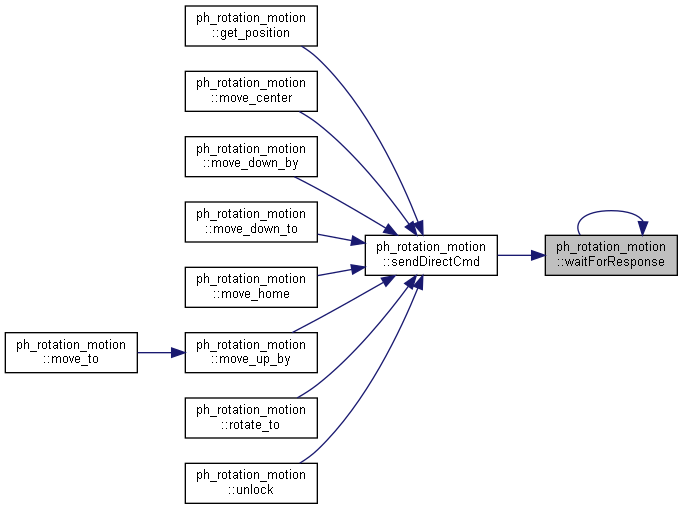 ph_rotation_motion
::get_position
ph_rotation_motion
::move_center
ph_rotation_motion
::move_down_by
ph_rotation_motion
::move_down_to
ph_rotation_motion
::sendDirectCmd
ph_rotation_motion
::waitForResponse
ph_rotation_motion
::move_home
ph_rotation_motion
::move_to
ph_rotation_motion
::move_up_by
ph_rotation_motion
::rotate_to
ph_rotation_motion
::unlock